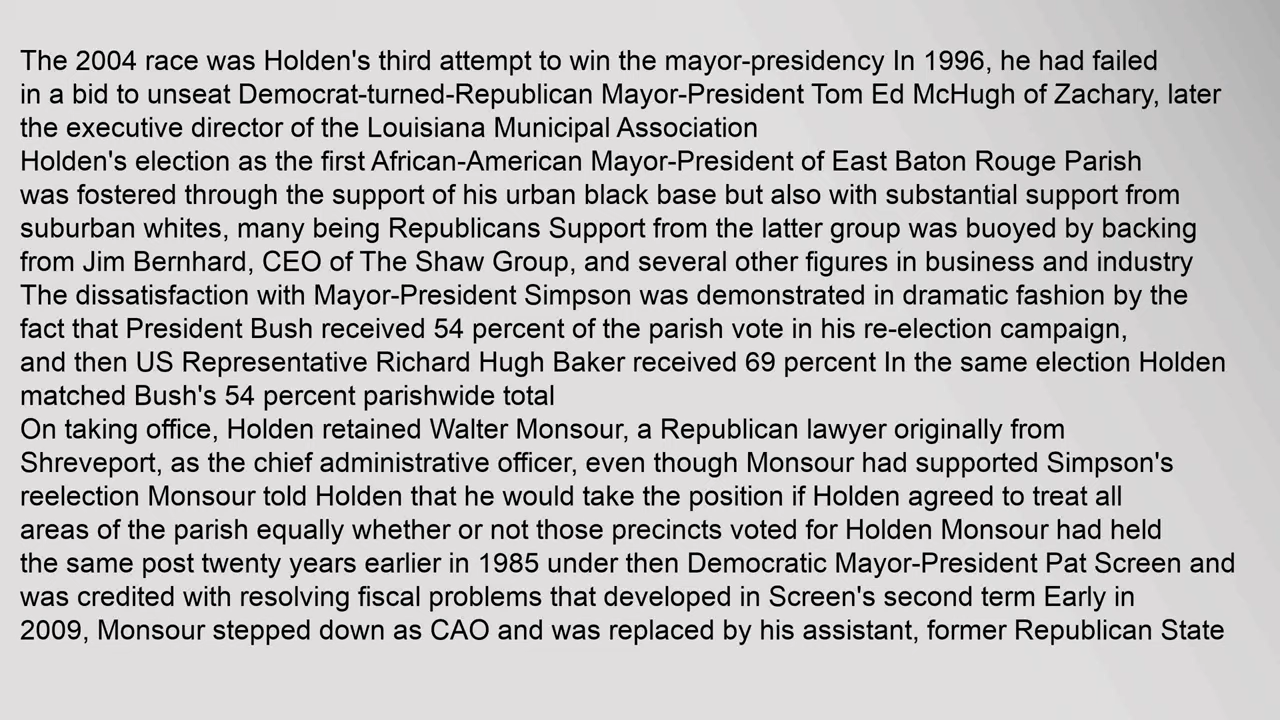 The 2004 race was Holden's third attempt to win the mayor-presidency In 1996, he had failed
in a bid to unseat Democrat-turned-Republican Mayor-President Tom Ed McHugh of Zachary, later
the executive director of the Louisiana Municipal Association
Holden's election as the first African-American Mayor-President of East Baton Rouge Parish
was fostered through the support of his urban black base but also with substantial support from
suburban whites, many being Republicans Support from the latter group was buoyed by backing
from Jim Bernhard, CEO of The Shaw Group, and several other figures in business and industry
The dissatisfaction with Mayor-President Simpson was demonstrated in dramatic fashion by the
fact that President Bush received 54 percent of the parish vote in his re-election campaign,
and then US Representative Richard Hugh Baker received 69 percent In the same election Holden
matched Bush's 54 percent parishwide total
On taking office, Holden retained Walter Monsour, a Republican lawyer originally from
Shreveport, as the chief administrative officer, even though Monsour had supported Simpson's
reelection Monsour told Holden that he would take the position if Holden agreed to treat all
areas of the parish equally whether or not those precincts voted for Holden Monsour had held
the same post twenty years earlier in 1985 under then Democratic Mayor-President Pat Screen and
was credited with resolving fiscal problems that developed in Screen's second term Early in
2009, Monsour stepped down as CAO and was replaced by his assistant, former Republican State